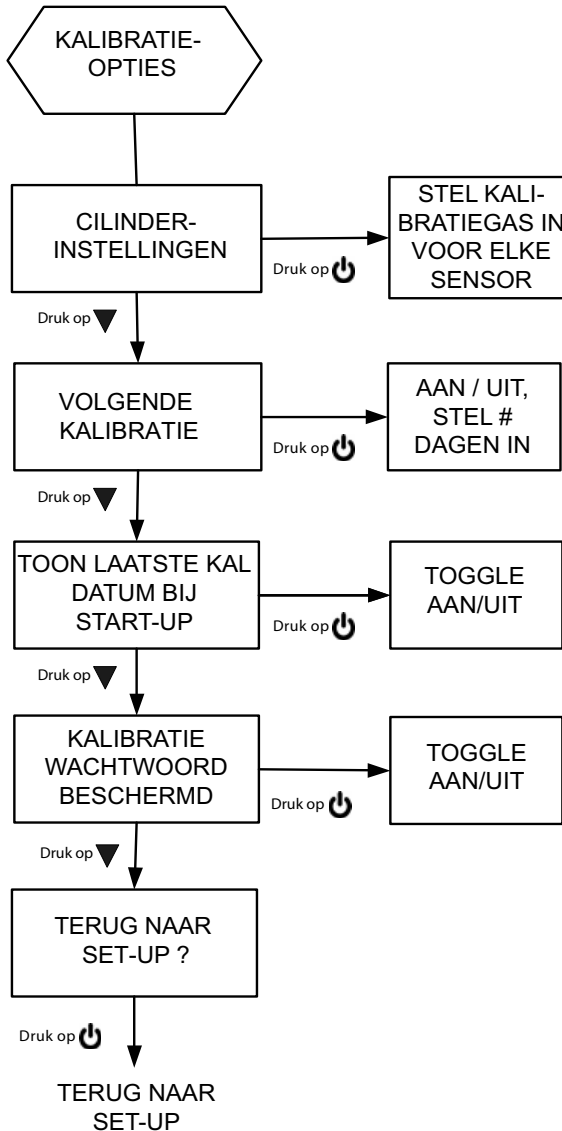 KALIBRATIE-
OPTIES
CILINDER-
INSTELLINGEN
Druk op
STEL KALI-
BRATIEGAS IN
VOOR ELKE
SENSOR
Druk op
VOLGENDE
KALIBRATIE
Druk op
AAN / UIT,
STEL #
DAGEN IN
Druk op
TOON LAATSTE KAL
DATUM BIJ
START-UP
Druk op
TOGGLE
AAN/UIT
Druk op
KALIBRATIE
WACHTWOORD
BESCHERMD
Druk op
TOGGLE
AAN/UIT
Druk op
TERUG NAAR
SET-UP ?
Druk op
TERUG NAAR
SET-UP